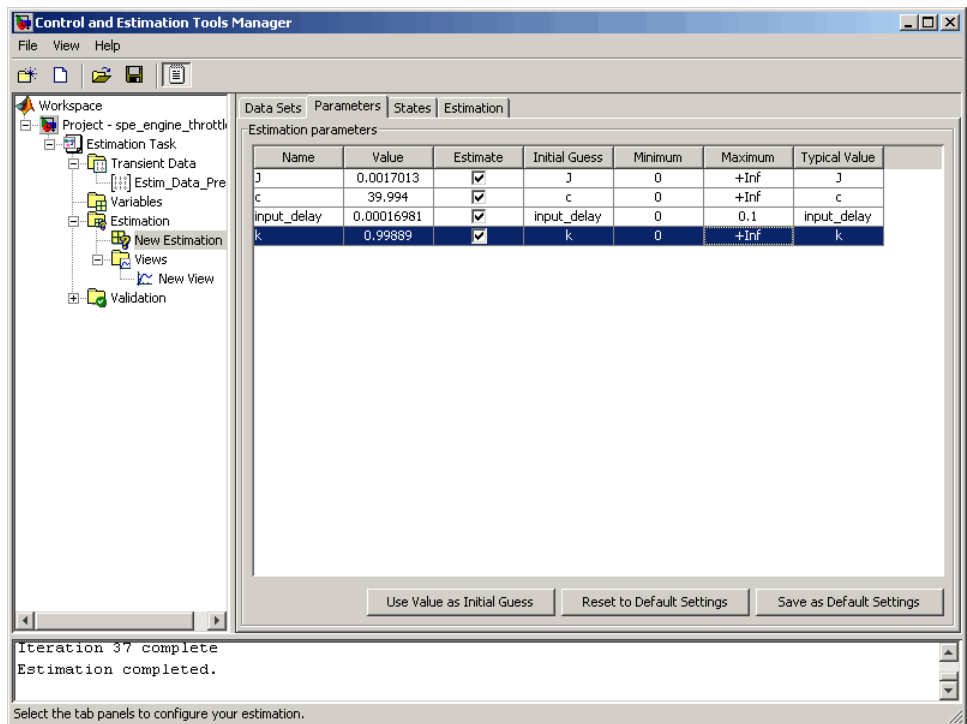 Control and Estimation Tools Manager
File View Help
Workspace
Project - spe_engine_throttl
Estimation Task
Transient Data
Estim_Data_Pre
Variables
Estimation
New Estimation
Views
New View
Validation
Data Sets Parameters States Estimation
Estimation parameters
Name Value Estimate Initial Guess Minimum Maximum Typical Value
J 0.0017013 J 0 +Inf J
c 39.994 c 0 +Inf c
input_delay 0.00016981 input_delay 0 0.1 input_delay
k 0.99889 k 0 +Inf k
Use Value as Initial Guess Reset to Default Settings Save as Default Settings
Iteration 37 complete
Estimation completed.
Select the tab panels to configure your estimation.